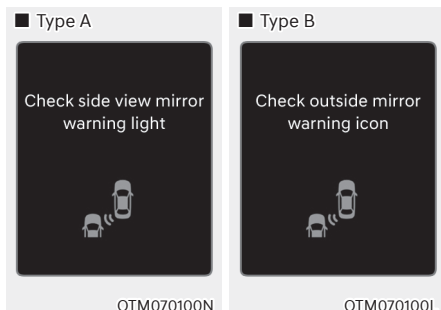 ■ Type A
Check side view mirror
warning light
OTM070100N
■ Type B
Check outside mirror
warning icon
OTM070100L